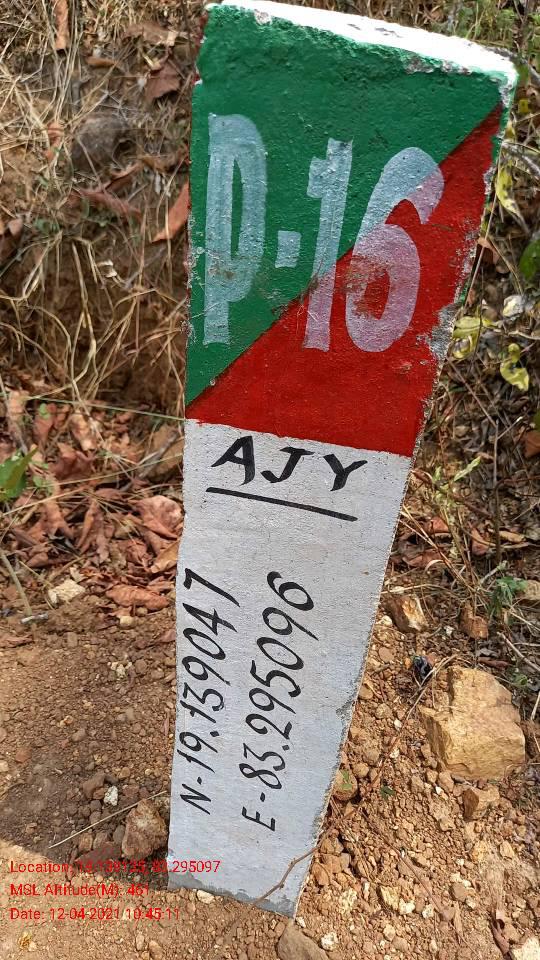 P-16
AJY
N-19.139047
E-83.295096
Location: 19.139125, 83.295097
MSL Altitude(M): 461
Date: 12-04-2021 10:45:11